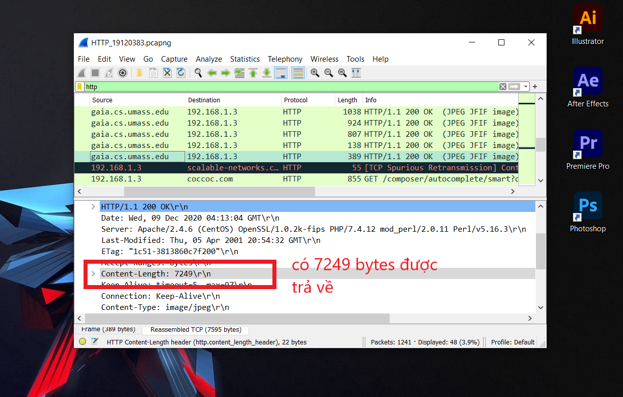 HTTP_19120383.pcapng
File Edit View Go Capture Analyze Statistics Telephony Wireless Tools Help
http
Source Destination Protocol Length Info
gaia.cs.umass.edu 192.168.1.3 HTTP 1038 HTTP/1.1 200 OK (JPEG JFIF image)
gaia.cs.umass.edu 192.168.1.3 HTTP 924 HTTP/1.1 200 OK (JPEG JFIF image)
gaia.cs.umass.edu 192.168.1.3 HTTP 807 HTTP/1.1 200 OK (JPEG JFIF image)
gaia.cs.umass.edu 192.168.1.3 HTTP 138 HTTP/1.1 200 OK (JPEG JFIF image)
gaia.cs.umass.edu 192.168.1.3 HTTP 389 HTTP/1.1 200 OK (JPEG JFIF image)
192.168.1.3 scalable-networks.c… HTTP 55 [TCP Spurious Retransmission] Cont
192.168.1.3 coccoc.com HTTP 855 GET /composer/autocomplete/smart?c
HTTP/1.1 200 OK\r\n
Date: Wed, 09 Dec 2020 04:13:04 GMT\r\n
Server: Apache/2.4.6 (CentOS) OpenSSL/1.0.2k-fips PHP/7.4.12 mod_perl/2.0.11 Perl/v5.16.3\r\n
Last-Modified: Thu, 05 Apr 2001 20:54:32 GMT\r\n
ETag: "1c51-3813860c7f200"\r\n
Accept-Ranges: bytes\r\n
Content-Length: 7249\r\n
Keep-Alive: timeout=5, max=97\r\n
Connection: Keep-Alive\r\n
Content-Type: image/jpeg\r\n
có 7249 bytes được
trả về
Frame (389 bytes) Reassembled TCP (7595 bytes)
HTTP Content-Length header (http.content_length_header), 22 bytes Packets: 1241 · Displayed: 48 (3.9%) Profile: Default
Ai
Illustrator
Ae
After Effects
Pr
Premiere Pro
Ps
Photoshop